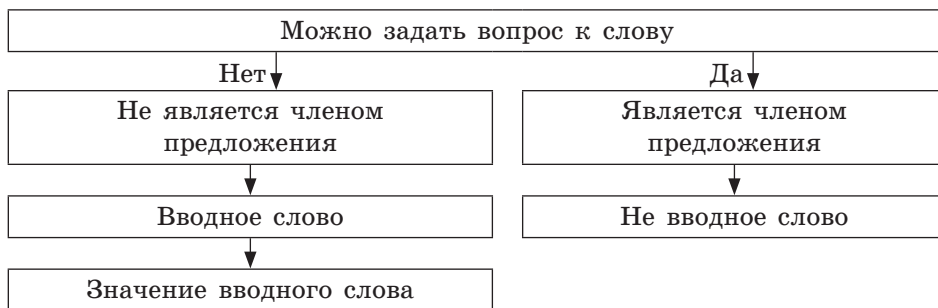 Можно задать вопрос к слову
Нет
Да
Не является членом
предложения
Является членом
предложения
Вводное слово
Не вводное слово
Значение вводного слова